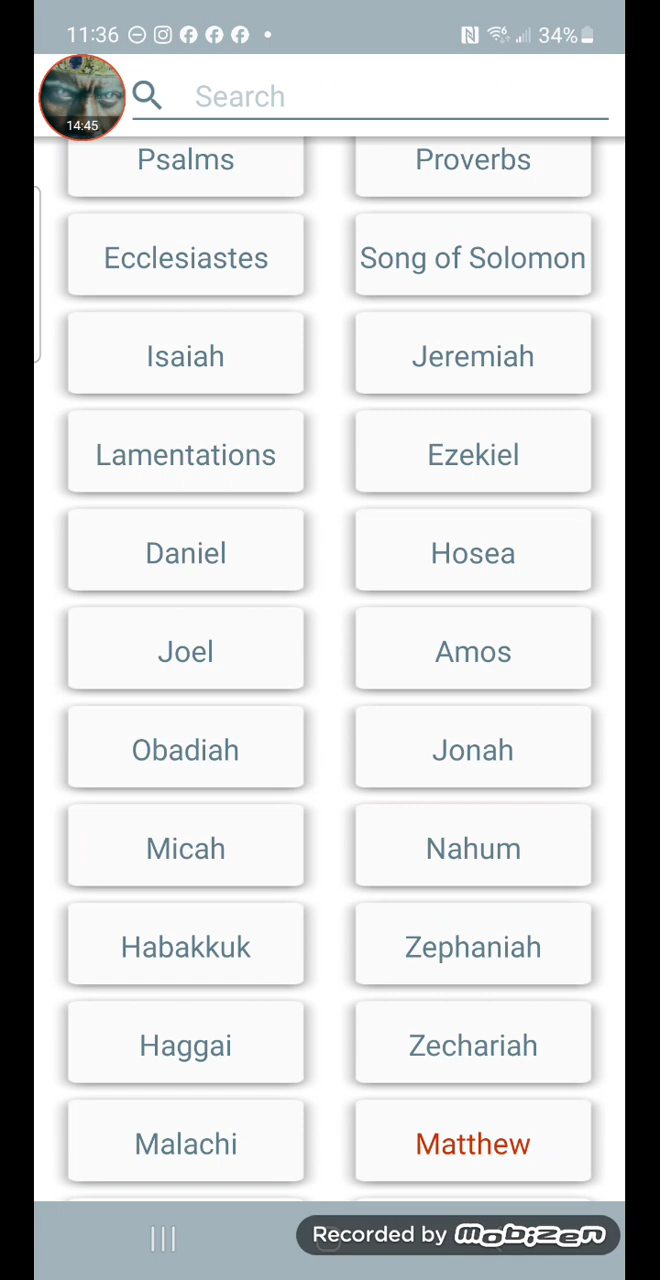 11:36
34%
14:45
Search
Psalms Proverbs
Ecclesiastes Song of Solomon
Isaiah Jeremiah
Lamentations Ezekiel
Daniel Hosea
Joel Amos
Obadiah Jonah
Micah Nahum
Habakkuk Zephaniah
Haggai Zechariah
Malachi Matthew
Recorded by mobizen